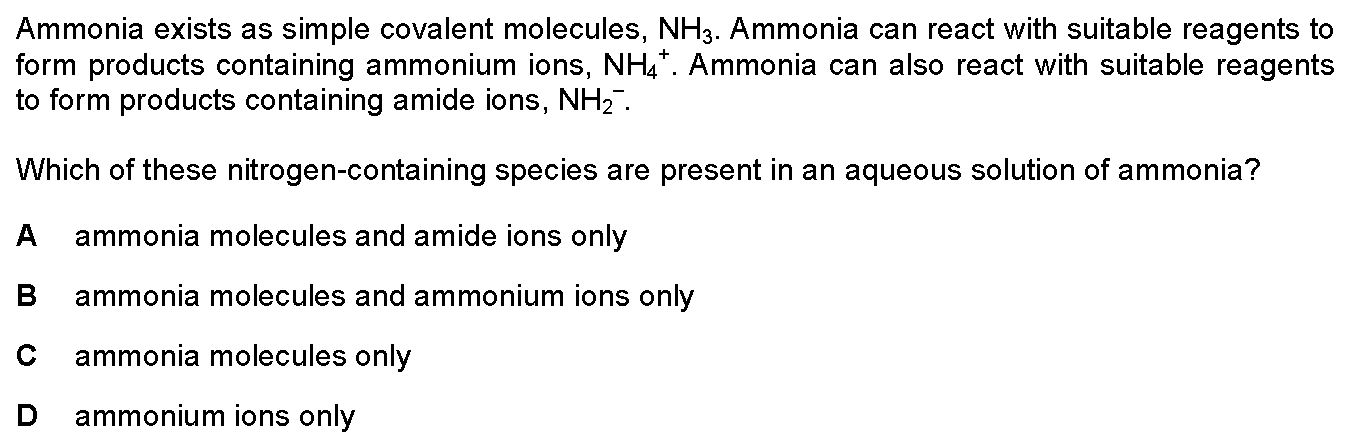 Ammonia exists as simple covalent molecules, NH₃. Ammonia can react with suitable reagents to
form products containing ammonium ions, NH₄⁺. Ammonia can also react with suitable reagents
to form products containing amide ions, NH₂⁻.
Which of these nitrogen-containing species are present in an aqueous solution of ammonia?
A ammonia molecules and amide ions only
B ammonia molecules and ammonium ions only
C ammonia molecules only
D ammonium ions only